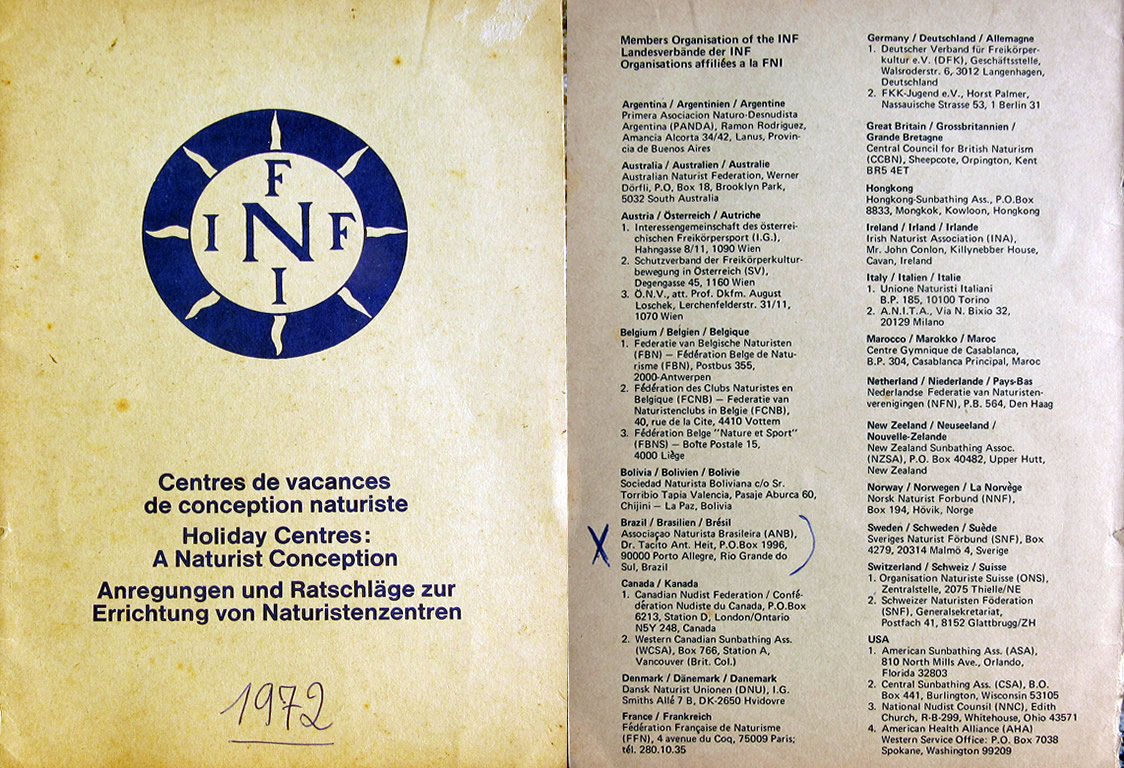 F
I N F
I
Centres de vacances
de conception naturiste
Holiday Centres:
A Naturist Conception
Anregungen und Ratschläge zur
Errichtung von Naturistenzentren
1972
Members Organisation of the INF
Landesverbände der INF
Organisations affiliées a la FNI
Argentina / Argentinien / Argentine
Primera Asociacion Naturo-Desnudista
Argentina (PANDA), Ramon Rodriguez,
Amancia Alcorta 34/42, Lanus, Provin-
cia de Buenos Aires
Australia / Australien / Australie
Australian Naturist Federation, Werner
Dörfli, P.O. Box 18, Brooklyn Park,
5032 South Australia
Austria / Österreich / Autriche
1. Interessengemeinschaft des österrei-
chischen Freikörpersport (I.G.),
Hahngasse 8/11, 1090 Wien
2. Schutzverband der Freikörperkultur-
bewegung in Österreich (SV),
Degengasse 45, 1160 Wien
3. Ö.N.V., att. Prof. Dkfm. August
Loschek, Lerchenfelderstr. 31/11,
1070 Wien
Belgium / Belgien / Belgique
1. Federatie van Belgische Naturisten
(FBN) – Fédération Belge de Natu-
risme (FBN), Postbus 355,
2000-Antwerpen
2. Fédération des Clubs Naturistes en
Belgique (FCNB) – Federatie van
Naturistenclubs in Belgie (FCNB),
40, rue de la Cite, 4410 Vottem
3. Fédération Belge "Nature et Sport"
(FBNS) – Boîte Postale 15,
4000 Liège
Bolivia / Bolivien / Bolivie
Sociedad Naturista Boliviana c/o Sr.
Torribio Tapia Valencia, Pasaje Aburca 60,
Chijini – La Paz, Bolivia
Brazil / Brasilien / Brésil
X Associaçao Naturista Brasileira (ANB),
Dr. Tacito Ant. Heit, P.O.Box 1996,
90000 Porto Allegre, Rio Grande do
Sul, Brazil
Canada / Kanada
1. Canadian Nudist Federation / Confé-
dération Nudiste du Canada, P.O.Box
6213, Station D, London/Ontario
N5Y 248, Canada
2. Western Canadian Sunbathing Ass.
(WCSA), Box 766, Station A,
Vancouver (Brit. Col.)
Denmark / Dänemark / Danemark
Dansk Naturist Unionen (DNU), I.G.
Smiths Allé 7 B, DK-2650 Hvidovre
France / Frankreich
Fédération Française de Naturisme
(FFN), 4 avenue du Coq, 75009 Paris;
tél. 280.10.35
Germany / Deutschland / Allemagne
1. Deutscher Verband für Freikörper-
kultur e.V. (DFK), Geschäftsstelle,
Walsroderstr. 6, 3012 Langenhagen,
Deutschland
2. FKK-Jugend e.V., Horst Palmer,
Nassauische Strasse 53, 1 Berlin 31
Great Britain / Grossbritannien /
Grande Bretagne
Central Council for British Naturism
(CCBN), Sheepcote, Orpington, Kent
BR5 4ET
Hongkong
Hongkong-Sunbathing Ass., P.O.Box
8833, Mongkok, Kowloon, Hongkong
Ireland / Irland / Irlande
Irish Naturist Association (INA),
Mr. John Conlon, Killynebber House,
Cavan, Ireland
Italy / Italien / Italie
1. Unione Naturisti Italiani
B.P. 185, 10100 Torino
2. A.N.I.T.A., Via N. Bixio 32,
20129 Milano
Marocco / Marokko / Maroc
Centre Gymnique de Casablanca,
B.P. 304, Casablanca Principal, Maroc
Netherland / Niederlande / Pays-Bas
Nederlandse Federatie van Naturisten-
verenigingen (NFN), P.B. 564, Den Haag
New Zeeland / Neuseeland /
Nouvelle-Zelande
New Zealand Sunbathing Assoc.
(NZSA), P.O. Box 40482, Upper Hutt,
New Zealand
Norway / Norwegen / La Norvège
Norsk Naturist Forbund (NNF),
Box 194, Hövik, Norge
Sweden / Schweden / Suède
Sveriges Naturist Förbund (SNF), Box
4279, 20314 Malmö 4, Sverige
Switzerland / Schweiz / Suisse
1. Organisation Naturiste Suisse (ONS),
Zentralstelle, 2075 Thielle/NE
2. Schweizer Naturisten Föderation
(SNF), Generalsekretariat,
Postfach 41, 8152 Glattbrugg/ZH
USA
1. American Sunbathing Ass. (ASA),
810 North Mills Ave., Orlando,
Florida 32803
2. Central Sunbathing Ass. (CSA), B.O.
Box 441, Burlington, Wisconsin 53105
3. National Nudist Counsil (NNC), Edith
Church, R-B-299, Whitehouse, Ohio 43571
4. American Health Alliance (AHA)
Western Service Office: P.O. Box 7038
Spokane, Washington 99209